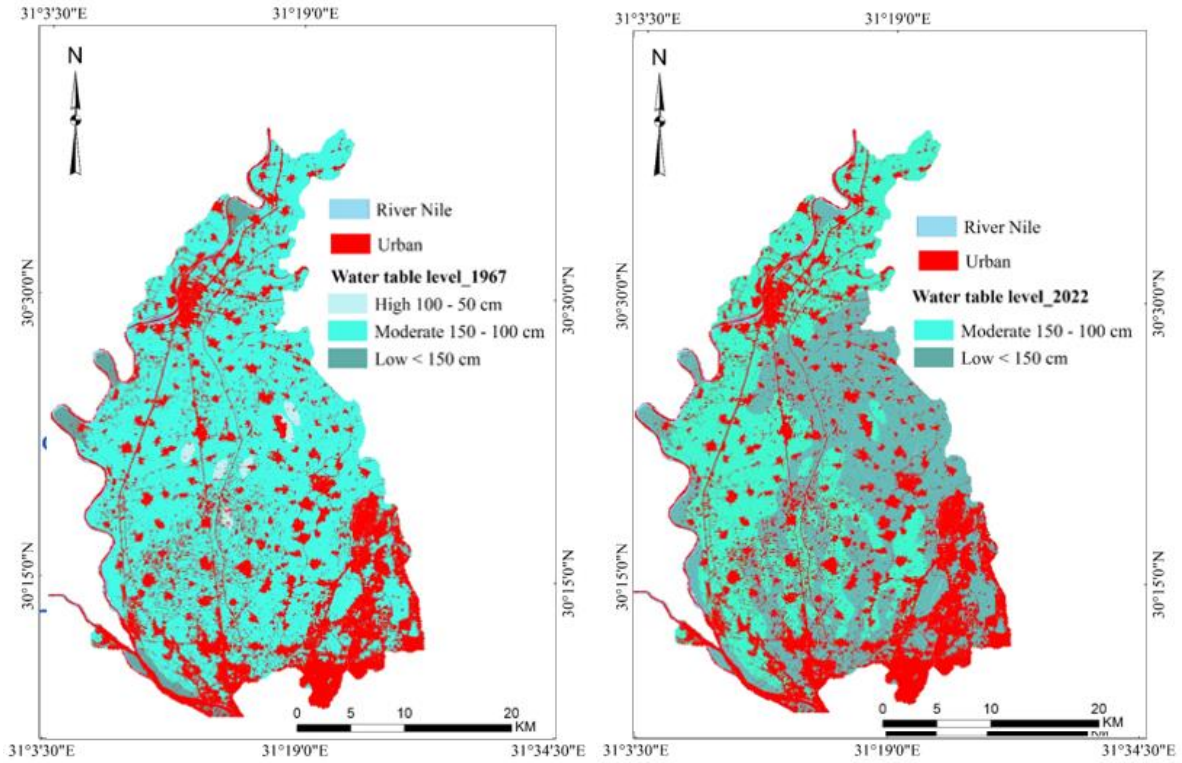 31°3'30"E 31°19'0"E
N
River Nile
Urban
Water table level_1967
High 100 - 50 cm
Moderate 150 - 100 cm
Low < 150 cm
30°30'0"N 30°30'0"N
30°15'0"N 30°15'0"N
0 5 10 20
KM
31°3'30"E 31°19'0"E 31°34'30"E
31°3'30"E 31°19'0"E
N
River Nile
Urban
Water table level_2022
Moderate 150 - 100 cm
Low < 150 cm
30°30'0"N 30°30'0"N
30°15'0"N 30°15'0"N
0 5 10 20
KM
31°3'30"E 31°19'0"E 31°34'30"E